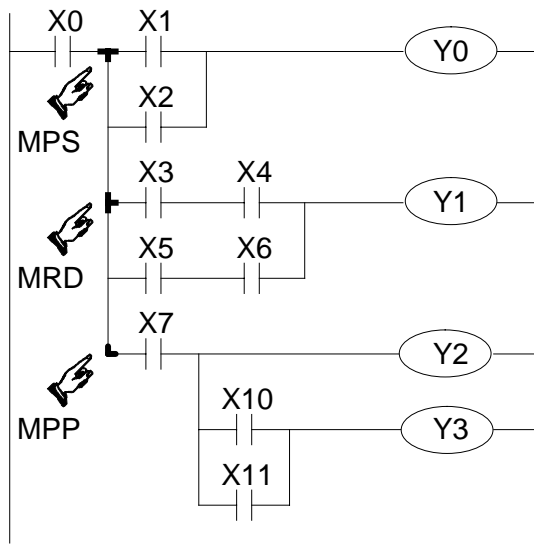 X0 X1 Y0
X2
MPS
X3 X4 Y1
X5 X6
MRD
X7 Y2
X10 Y3
MPP
X11